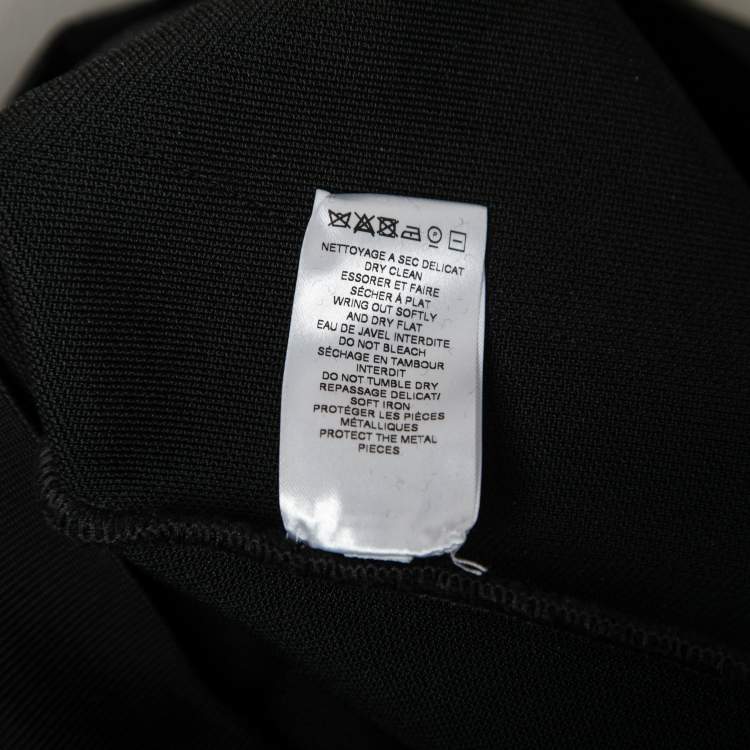 P
NETTOYAGE A SEC DELICAT
DRY CLEAN
ESSORER ET FAIRE
SÉCHER À PLAT
WRING OUT SOFTLY
AND DRY FLAT
EAU DE JAVEL INTERDITE
DO NOT BLEACH
SÉCHAGE EN TAMBOUR
INTERDIT
DO NOT TUMBLE DRY
REPASSAGE DELICAT/
SOFT IRON
PROTÉGER LES PIÈCES
MÉTALLIQUES
PROTECT THE METAL
PIECES